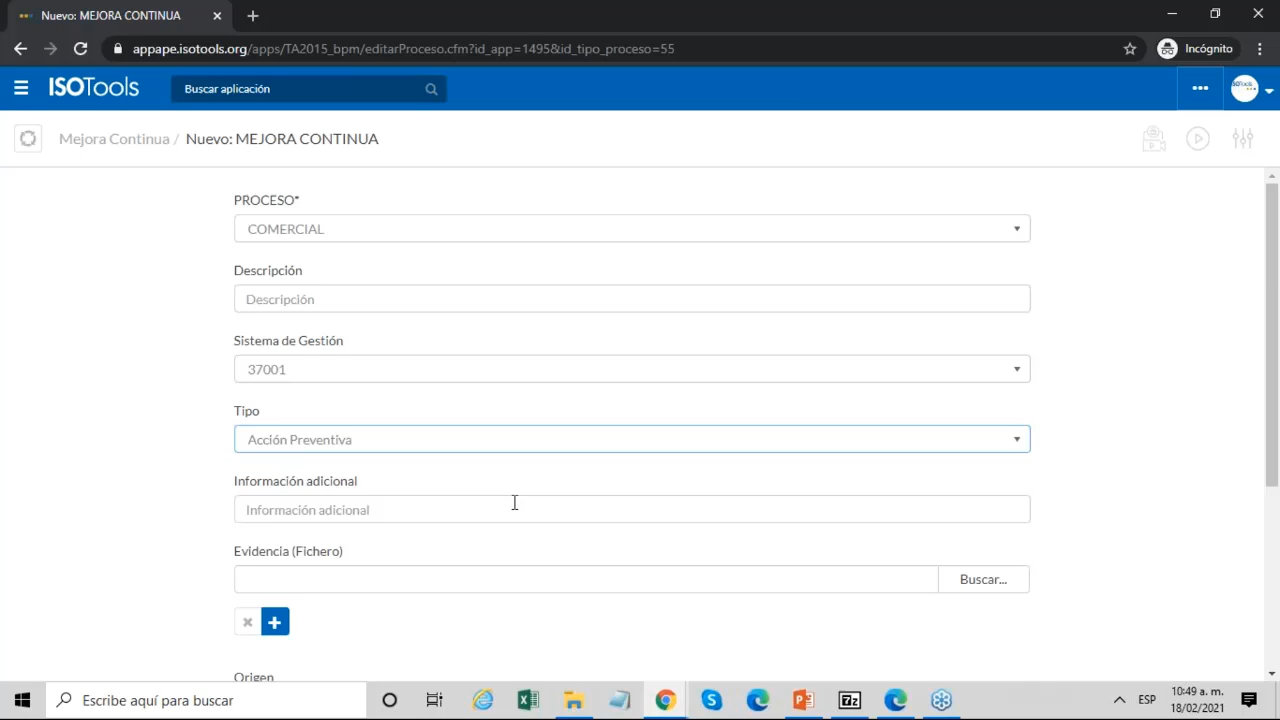 Nuevo: MEJORA CONTINUA
appape.isotools.org/apps/TA2015_bpm/editarProceso.cfm?id_app=1495&id_tipo_proceso=55
Incógnito
ISOTools
Buscar aplicación
Mejora Continua / Nuevo: MEJORA CONTINUA
PROCESO*
COMERCIAL
Descripción
Descripción
Sistema de Gestión
37001
Tipo
Acción Preventiva
Información adicional
Información adicional
Evidencia (Fichero)
Buscar...
Origen
Escribe aquí para buscar
ESP
10:49 a. m.
18/02/2021